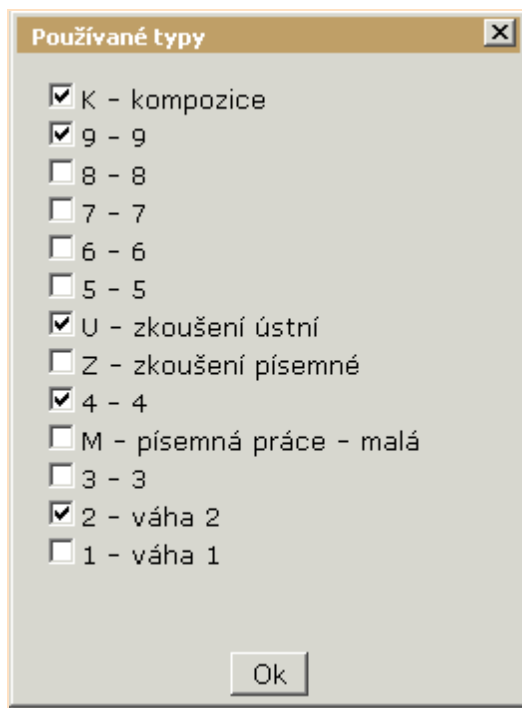 Používané typy
K - kompozice
9 - 9
8 - 8
7 - 7
6 - 6
5 - 5
U - zkoušení ústní
Z - zkoušení písemné
4 - 4
M - písemná práce - malá
3 - 3
2 - váha 2
1 - váha 1
Ok